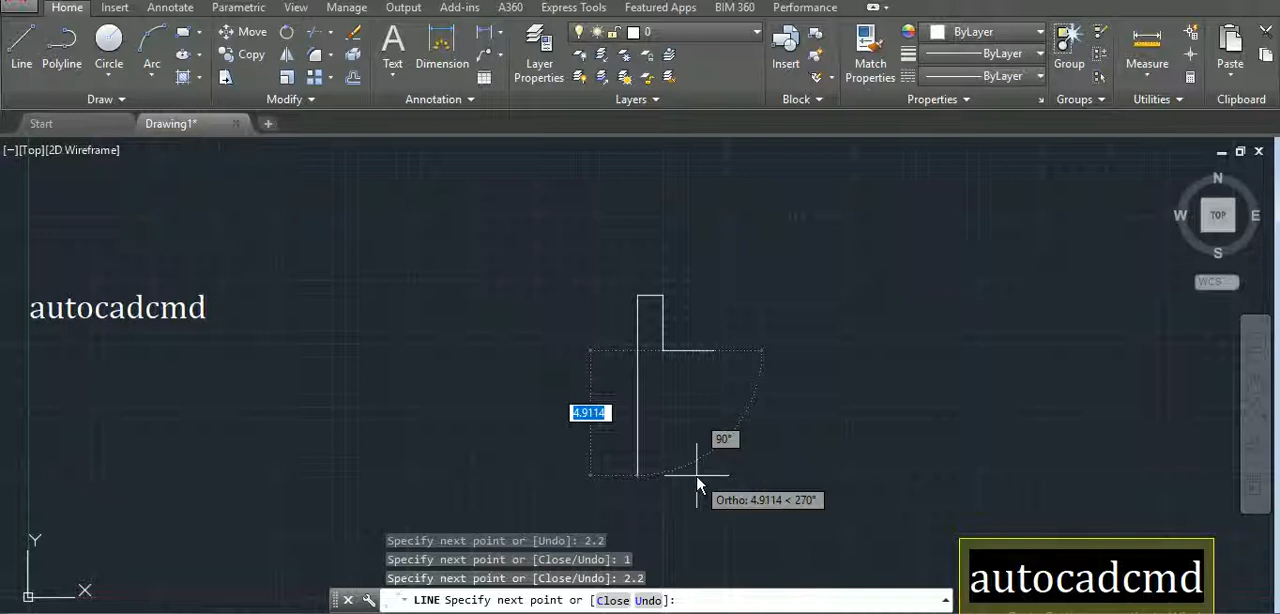 Home Insert Annotate Parametric View Manage Output Add-ins A360 Express Tools Featured Apps BIM 360 Performance
Line Polyline Circle Arc
Move
Copy
Text Dimension
Layer Properties
0
Insert
Match Properties
ByLayer
ByLayer
ByLayer
Group
Measure
Paste
Draw Modify Annotation Layers Block Properties Groups Utilities Clipboard
Start Drawing1*
[−][Top][2D Wireframe]
N
W TOP E
S
WCS
autocadcmd
4.9114
90°
Ortho: 4.9114 < 270°
Y
X
Specify next point or [Undo]: 2.2
Specify next point or [Close/Undo]: 1
Specify next point or [Close/Undo]: 2.2
LINE Specify next point or [Close Undo]:
autocadcmd